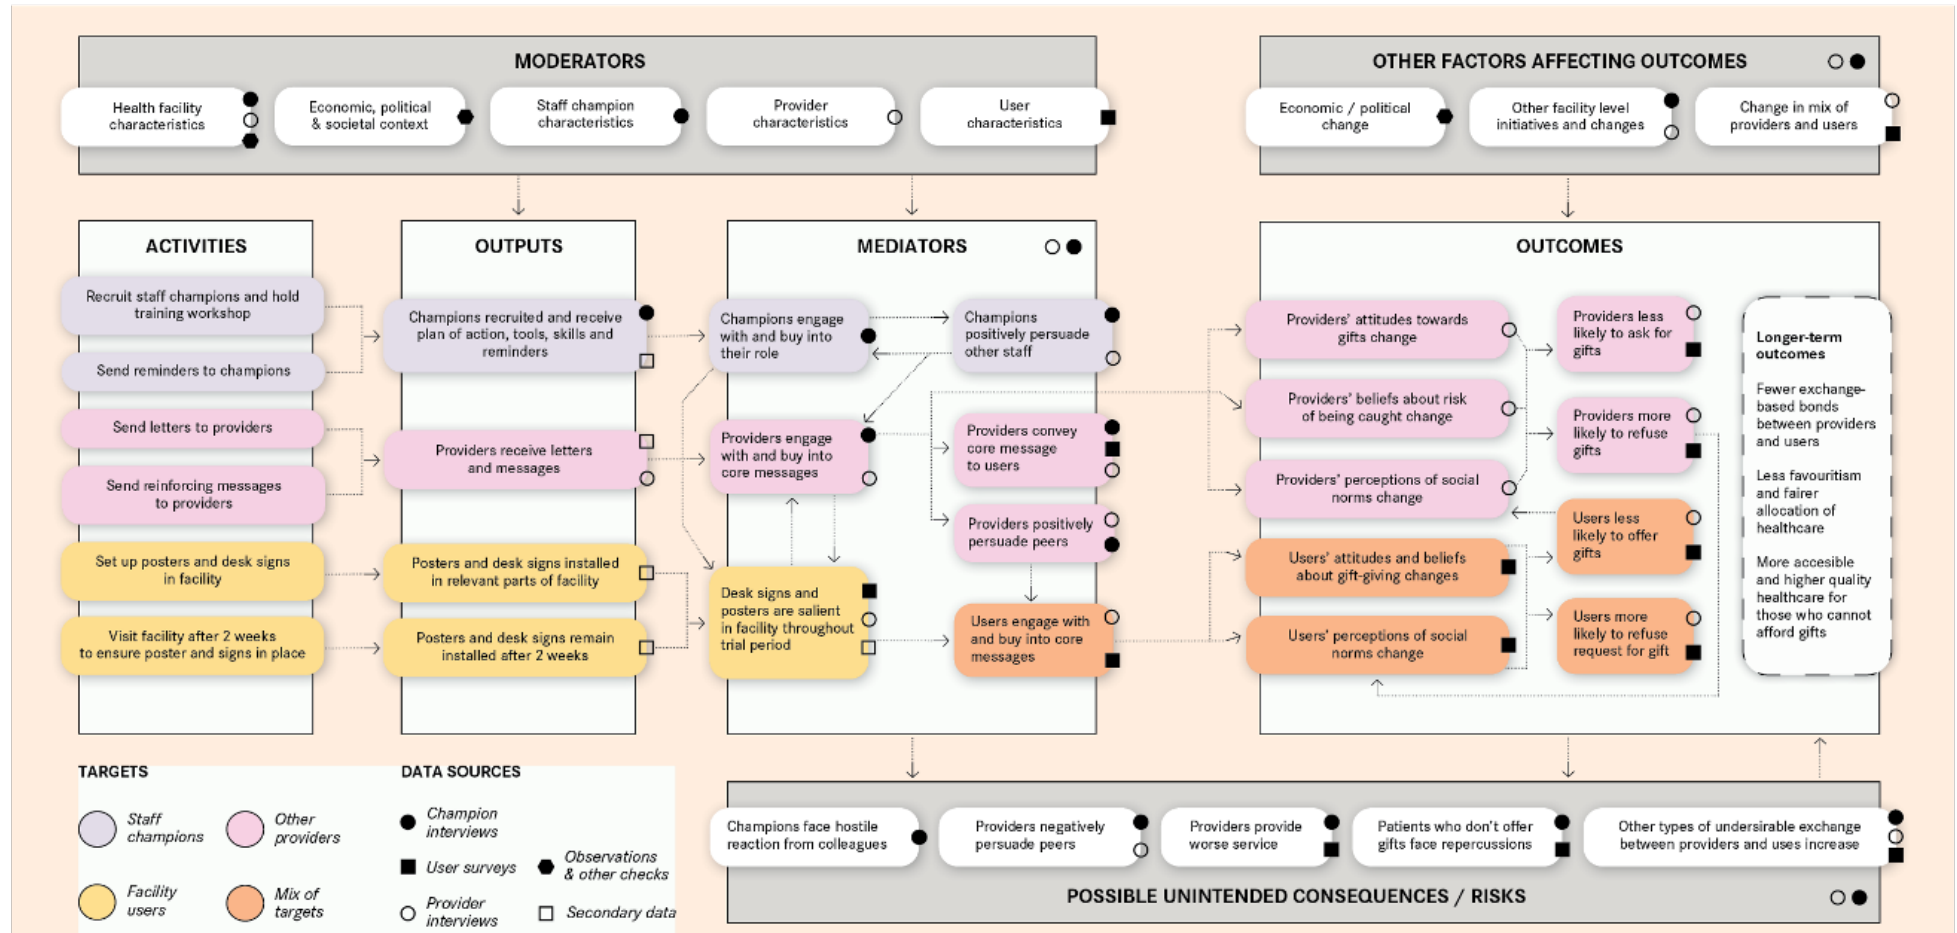 MODERATORS
Health facility
characteristics
Economic, political
& societal context
Staff champion
characteristics
Provider
characteristics
User
characteristics
OTHER FACTORS AFFECTING OUTCOMES
Economic / political
change
Other facility level
initiatives and changes
Change in mix of
providers and users
ACTIVITIES
Recruit staff champions and hold
training workshop
Send reminders to champions
Send letters to providers
Send reinforcing messages
to providers
Set up posters and desk signs
in facility
Visit facility after 2 weeks
to ensure poster and signs in place
OUTPUTS
Champions recruited and receive
plan of action, tools, skills and
reminders
Providers receive letters
and messages
Posters and desk signs installed
in relevant parts of facility
Posters and desk signs remain
installed after 2 weeks
MEDIATORS
Champions engage
with and buy into
their role
Champions
positively persuade
other staff
Providers engage
with and buy into
core messages
Providers convey
core message
to users
Providers positively
persuade peers
Desk signs and
posters are salient
in facility throughout
trial period
Users engage with
and buy into core
messages
OUTCOMES
Providers' attitudes towards
gifts change
Providers' beliefs about risk
of being caught change
Providers' perceptions of social
norms change
Users' attitudes and beliefs
about gift-giving changes
Users' perceptions of social
norms change
Providers less
likely to ask for
gifts
Providers more
likely to refuse
gifts
Users less
likely to offer
gifts
Users more
likely to refuse
request for gift
Longer-term
outcomes
Fewer exchange-
based bonds
between providers
and users
Less favouritism
and fairer
allocation of
healthcare
More accesible
and higher quality
healthcare for
those who cannot
afford gifts
TARGETS
Staff
champions
Other
providers
Facility
users
Mix of
targets
DATA SOURCES
Champion
interviews
User surveys
Observations
& other checks
Provider
interviews
Secondary data
Champions face hostile
reaction from colleagues
Providers negatively
persuade peers
Providers provide
worse service
Patients who don't offer
gifts face repercussions
Other types of undersirable exchange
between providers and uses increase
POSSIBLE UNINTENDED CONSEQUENCES / RISKS